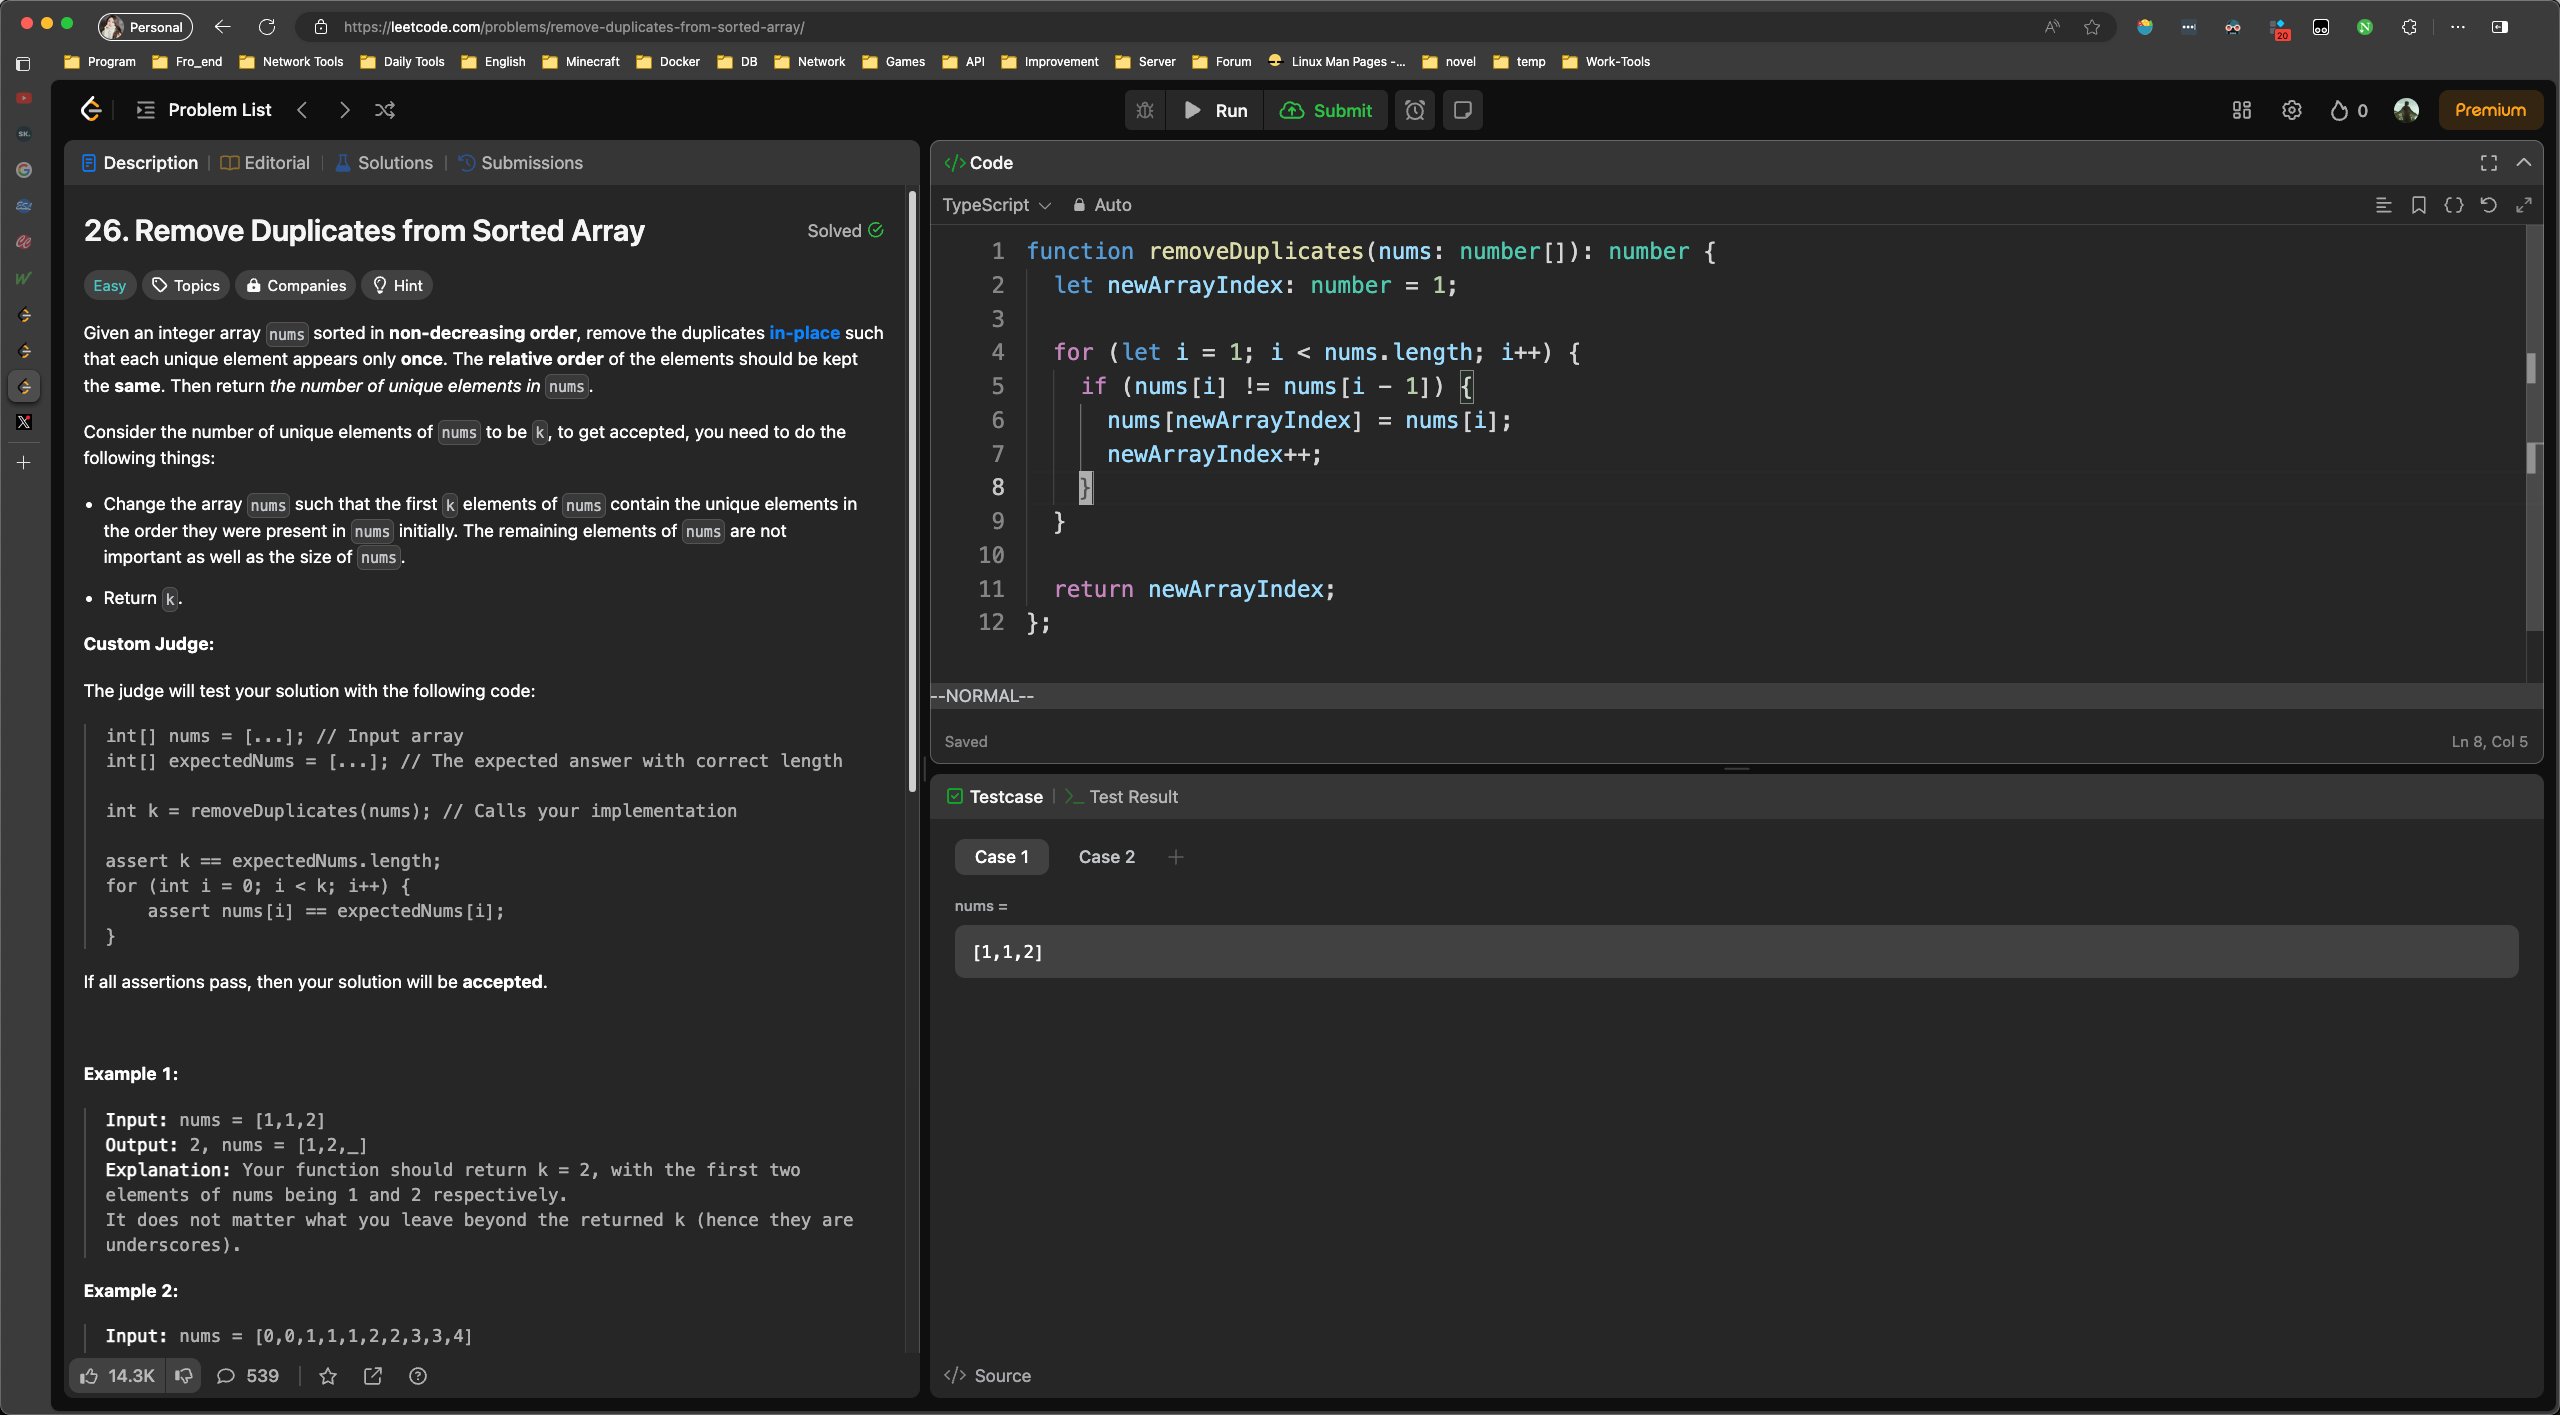 Personal
https://leetcode.com/problems/remove-duplicates-from-sorted-array/
20
Program Fro_end Network Tools Daily Tools English Minecraft Docker DB Network Games API Improvement Server Forum Linux Man Pages -... novel temp Work-Tools
Problem List
Run Submit
0 Premium
Description Editorial Solutions Submissions
26. Remove Duplicates from Sorted Array
Solved
Easy Topics Companies Hint
Given an integer array nums sorted in non-decreasing order, remove the duplicates in-place such
that each unique element appears only once. The relative order of the elements should be kept
the same. Then return the number of unique elements in nums.
Consider the number of unique elements of nums to be k, to get accepted, you need to do the
following things:
• Change the array nums such that the first k elements of nums contain the unique elements in
the order they were present in nums initially. The remaining elements of nums are not
important as well as the size of nums.
• Return k.
Custom Judge:
The judge will test your solution with the following code:
int[] nums = [...]; // Input array
int[] expectedNums = [...]; // The expected answer with correct length
int k = removeDuplicates(nums); // Calls your implementation
assert k == expectedNums.length;
for (int i = 0; i < k; i++) {
    assert nums[i] == expectedNums[i];
}
If all assertions pass, then your solution will be accepted.
Example 1:
Input: nums = [1,1,2]
Output: 2, nums = [1,2,_]
Explanation: Your function should return k = 2, with the first two
elements of nums being 1 and 2 respectively.
It does not matter what you leave beyond the returned k (hence they are
underscores).
Example 2:
Input: nums = [0,0,1,1,1,2,2,3,3,4]
14.3K 539
</> Code
TypeScript Auto
1 function removeDuplicates(nums: number[]): number {
2   let newArrayIndex: number = 1;
3
4   for (let i = 1; i < nums.length; i++) {
5     if (nums[i] != nums[i - 1]) {
6       nums[newArrayIndex] = nums[i];
7       newArrayIndex++;
8     }
9   }
10
11   return newArrayIndex;
12 };
--NORMAL--
Saved
Ln 8, Col 5
Testcase Test Result
Case 1 Case 2
nums =
[1,1,2]
</> Source